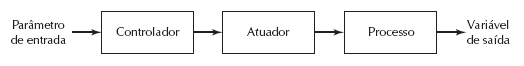 Parâmetro
de entrada
Controlador
Atuador
Processo
Variável
de saída